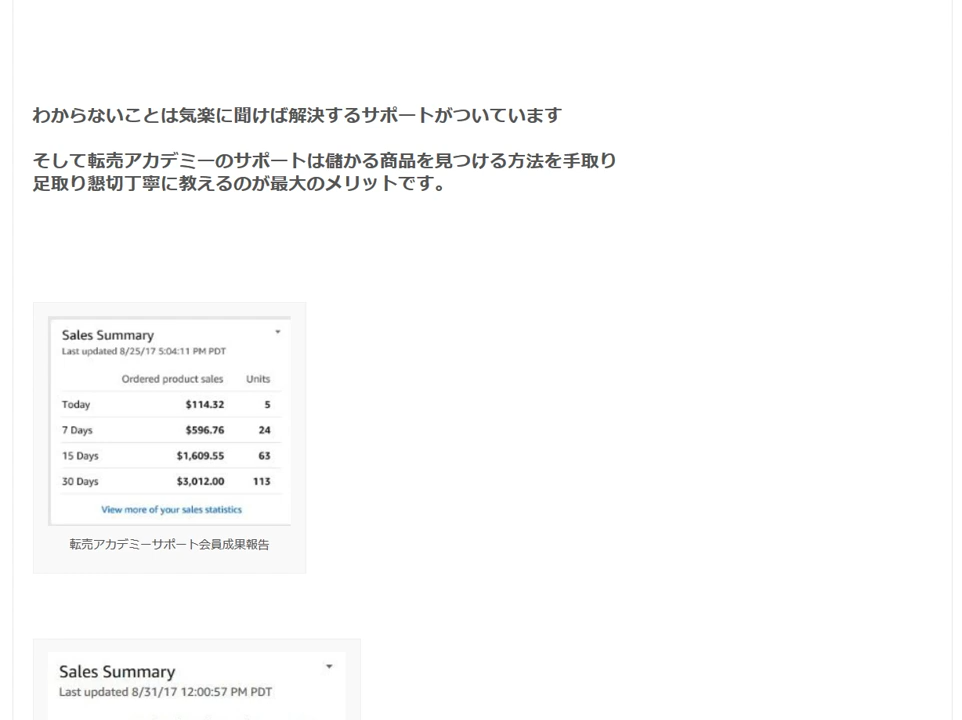 わからないことは気楽に聞けば解決するサポートがついています
そして転売アカデミーのサポートは儲かる商品を見つける方法を手取り
足取り懇切丁寧に教えるのが最大のメリットです。
Sales Summary
Last updated 8/25/17 5:04:11 PM PDT
Ordered product sales Units
Today $114.32 5
7 Days $596.76 24
15 Days $1,609.55 63
30 Days $3,012.00 113
View more of your sales statistics
転売アカデミーサポート会員成果報告
Sales Summary
Last updated 8/31/17 12:00:57 PM PDT